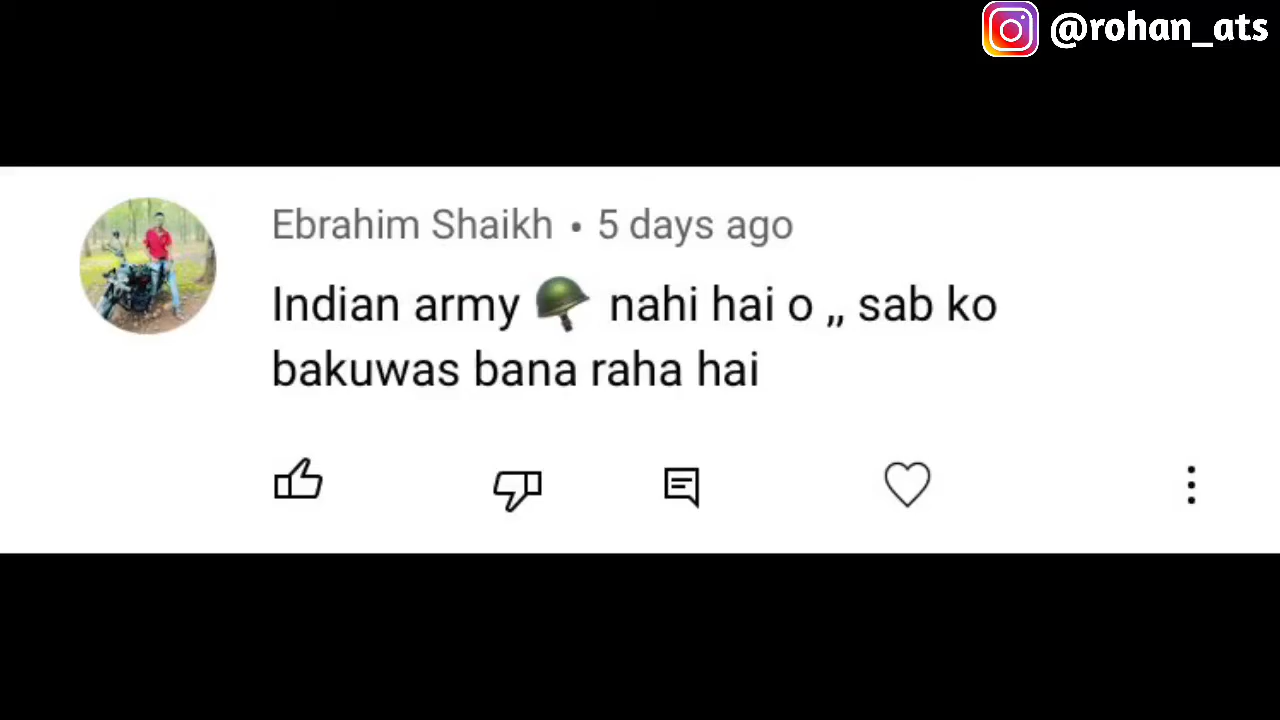 @rohan_ats
Ebrahim Shaikh • 5 days ago
Indian army 🪖 nahi hai o ,, sab ko
bakuwas bana raha hai